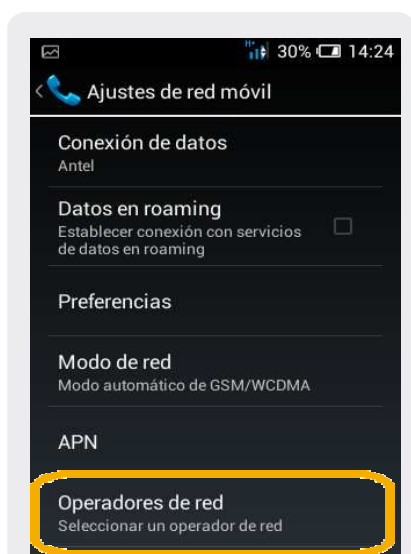 H+ 30% 14:24
Ajustes de red móvil
Conexión de datos
Antel
Datos en roaming
Establecer conexión con servicios
de datos en roaming
Preferencias
Modo de red
Modo automático de GSM/WCDMA
APN
Operadores de red
Seleccionar un operador de red